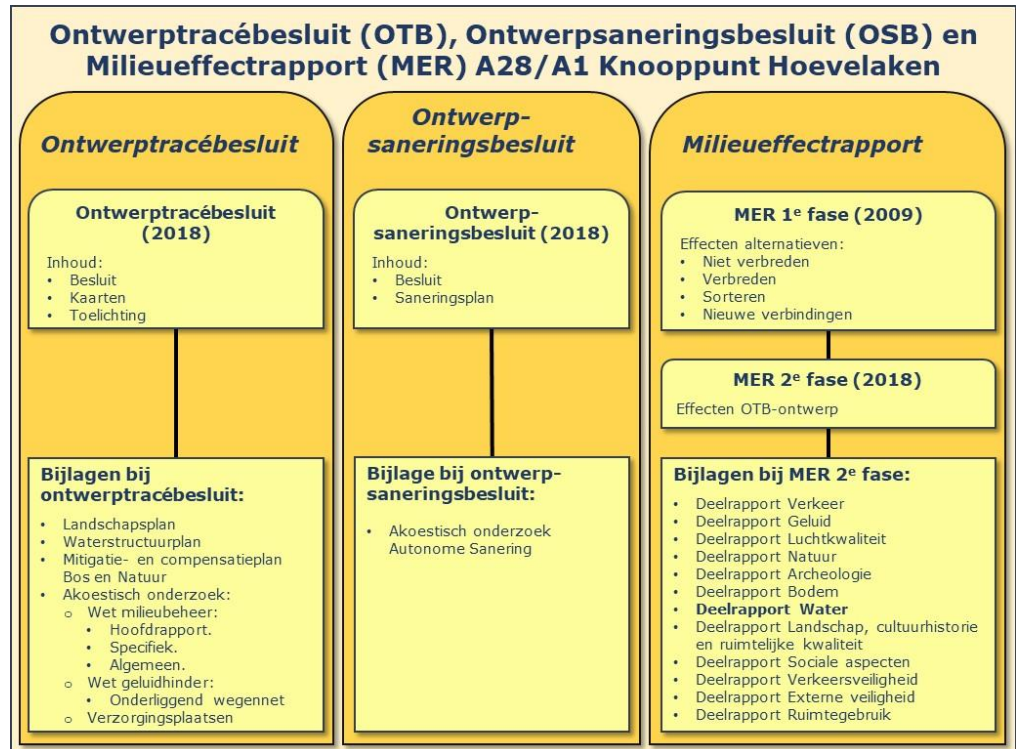 Ontwerptracébesluit (OTB), Ontwerpsaneringsbesluit (OSB) en
Milieueffectrapport (MER) A28/A1 Knooppunt Hoevelaken
Ontwerptracébesluit
Ontwerptracébesluit
(2018)
Inhoud:
• Besluit
• Kaarten
• Toelichting
Bijlagen bij
ontwerptracébesluit:
• Landschapsplan
• Waterstructuurplan
• Mitigatie- en compensatieplan
Bos en Natuur
• Akoestisch onderzoek:
o Wet milieubeheer:
• Hoofdrapport.
• Specifiek.
• Algemeen.
o Wet geluidhinder:
• Onderliggend wegennet
o Verzorgingsplaatsen
Ontwerp-
saneringsbesluit
Ontwerp-
saneringsbesluit (2018)
Inhoud:
• Besluit
• Saneringsplan
Bijlage bij ontwerp-
saneringsbesluit:
• Akoestisch onderzoek
Autonome Sanering
Milieueffectrapport
MER 1e fase (2009)
Effecten alternatieven:
• Niet verbreden
• Verbreden
• Sorteren
• Nieuwe verbindingen
MER 2e fase (2018)
Effecten OTB-ontwerp
Bijlagen bij MER 2e fase:
• Deelrapport Verkeer
• Deelrapport Geluid
• Deelrapport Luchtkwaliteit
• Deelrapport Natuur
• Deelrapport Archeologie
• Deelrapport Bodem
• Deelrapport Water
• Deelrapport Landschap, cultuurhistorie
en ruimtelijke kwaliteit
• Deelrapport Sociale aspecten
• Deelrapport Verkeersveiligheid
• Deelrapport Externe veiligheid
• Deelrapport Ruimtegebruik